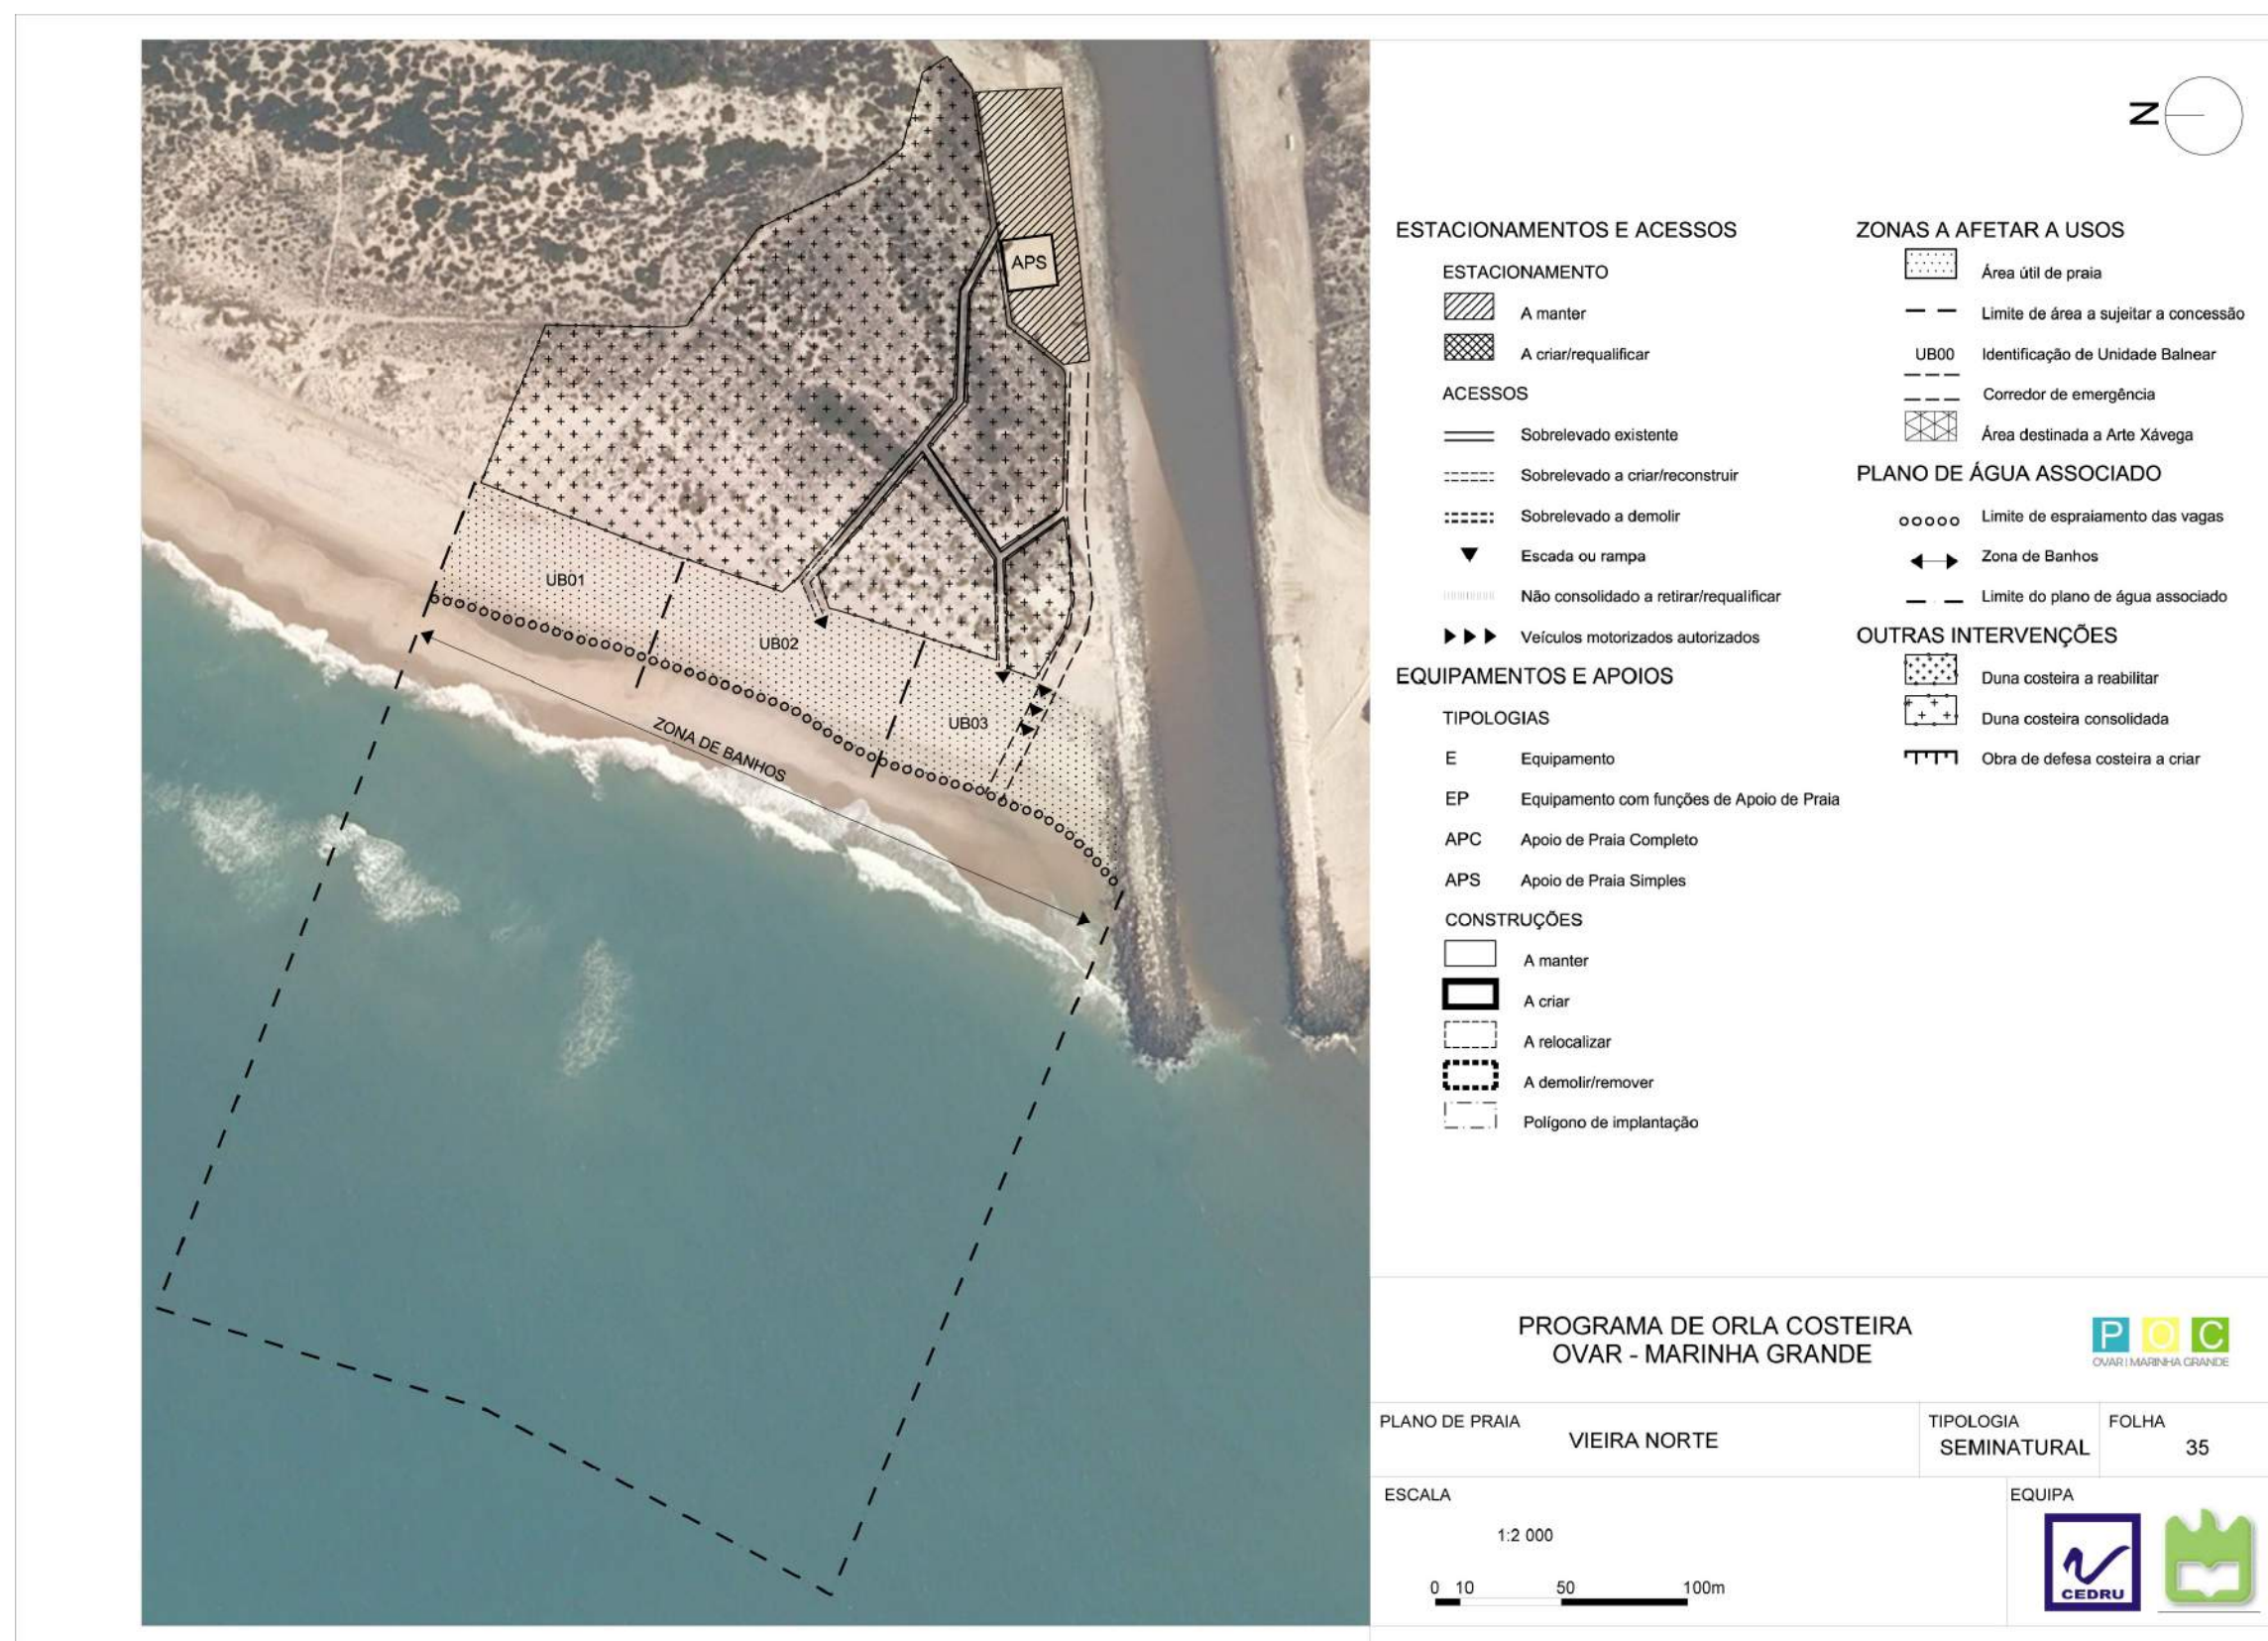 APS
UB01
UB02
UB03
ZONA DE BANHOS
N
ESTACIONAMENTOS E ACESSOS
ESTACIONAMENTO
A manter
A criar/requalificar
ACESSOS
Sobrelevado existente
Sobrelevado a criar/reconstruir
Sobrelevado a demolir
Escada ou rampa
Não consolidado a retirar/requalificar
Veículos motorizados autorizados
EQUIPAMENTOS E APOIOS
TIPOLOGIAS
E Equipamento
EP Equipamento com funções de Apoio de Praia
APC Apoio de Praia Completo
APS Apoio de Praia Simples
CONSTRUÇÕES
A manter
A criar
A relocalizar
A demolir/remover
Polígono de implantação
ZONAS A AFETAR A USOS
Área útil de praia
Limite de área a sujeitar a concessão
UB00 Identificação de Unidade Balnear
Corredor de emergência
Área destinada a Arte Xávega
PLANO DE ÁGUA ASSOCIADO
Limite de espraiamento das vagas
Zona de Banhos
Limite do plano de água associado
OUTRAS INTERVENÇÕES
Duna costeira a reabilitar
Duna costeira consolidada
Obra de defesa costeira a criar
PROGRAMA DE ORLA COSTEIRA
OVAR - MARINHA GRANDE
POC
OVAR | MARINHA GRANDE
PLANO DE PRAIA
VIEIRA NORTE
TIPOLOGIA
SEMINATURAL
FOLHA
35
ESCALA
1:2 000
0 10 50 100m
EQUIPA
CEDRU